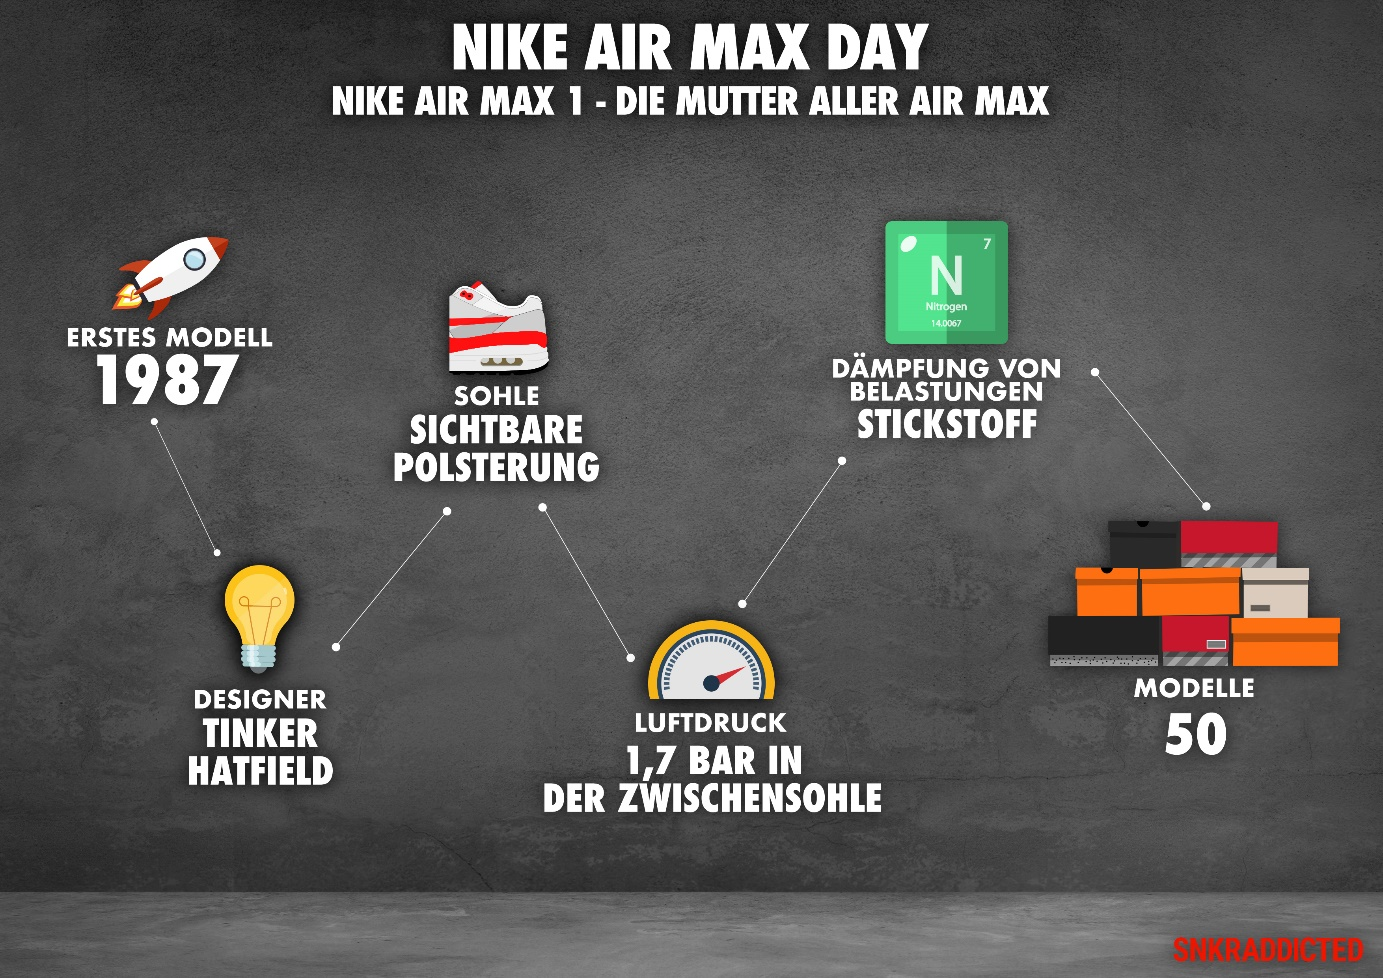 NIKE AIR MAX DAY
NIKE AIR MAX 1 - DIE MUTTER ALLER AIR MAX
ERSTES MODELL
1987
DESIGNER
TINKER
HATFIELD
SOHLE
SICHTBARE
POLSTERUNG
LUFTDRUCK
1,7 BAR IN
DER ZWISCHENSOHLE
7
N
Nitrogen
14.0067
DÄMPFUNG VON
BELASTUNGEN
STICKSTOFF
MODELLE
50
SNKRADDICTED